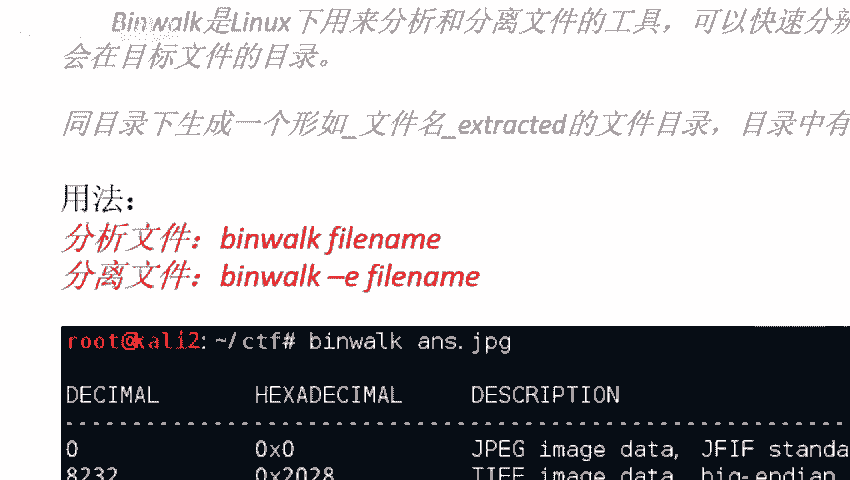 Binwalk是Linux下用来分析和分离文件的工具，可以快速分辨
会在目标文件的目录。
同目录下生成一个形如_文件名_extracted的文件目录，目录中有
用法：
分析文件：binwalk filename
分离文件：binwalk –e filename
root@kali2:~/ctf# binwalk ans.jpg
DECIMAL HEXADECIMAL DESCRIPTION
--------------------------------------------------------------------------------
0 0x0 JPEG image data, JFIF standa
8232 0x2028 TIFF image data, big-endian